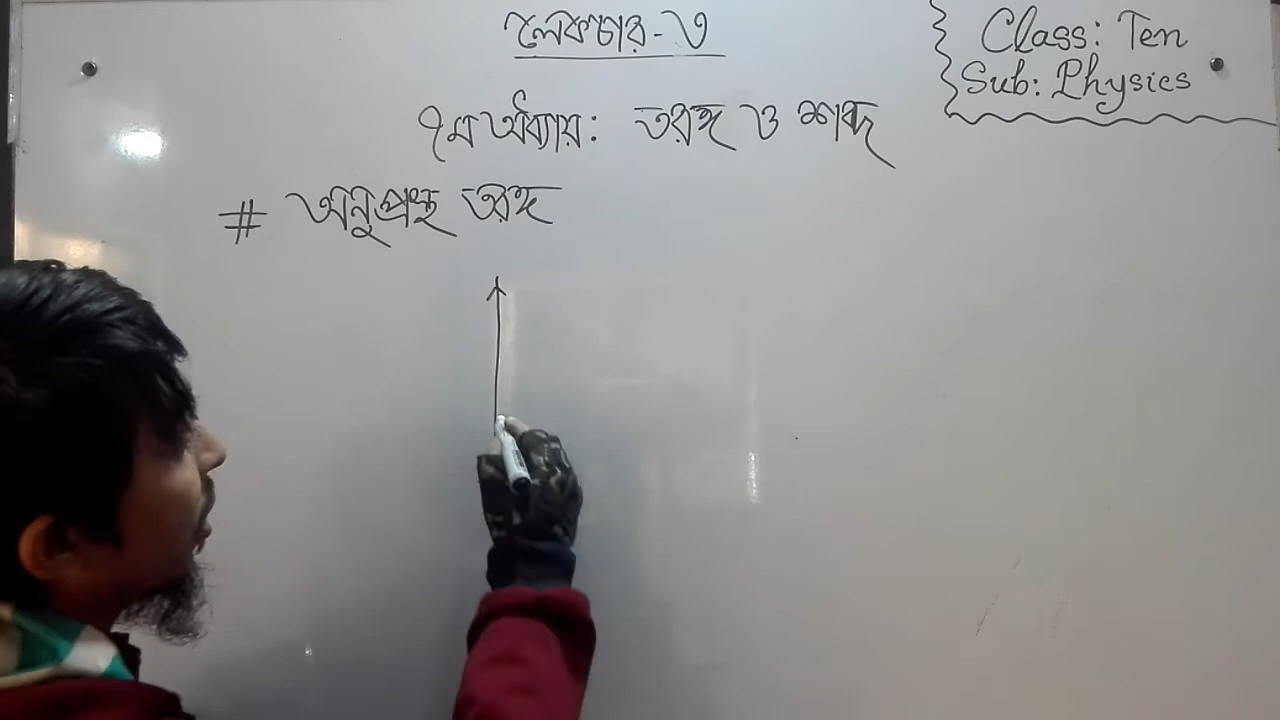 লেকচার-৩
Class: Ten
Sub: Physics
৭ম অধ্যায়: তরঙ্গ ও শব্দ
# অনুপ্রস্থ তরঙ্গ